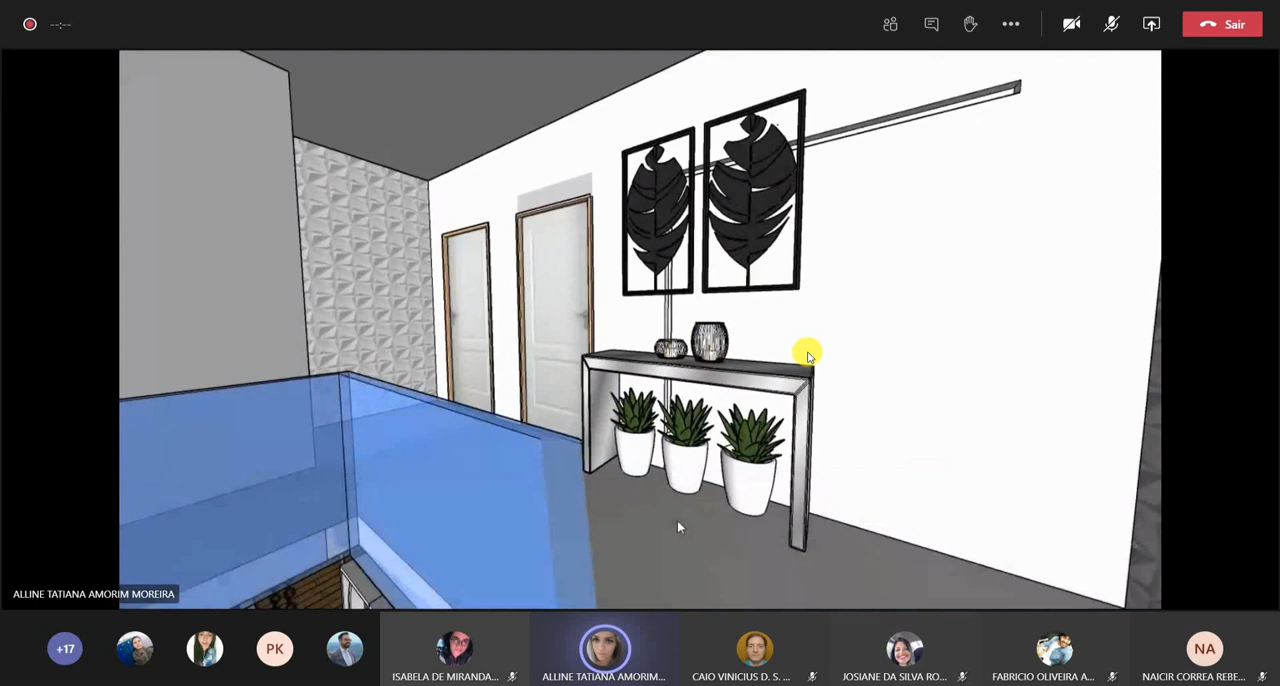 --:--
Sair
ALLINE TATIANA AMORIM MOREIRA
+17
PK
NA
ISABELA DE MIRANDA...
ALLINE TATIANA AMORIM...
CAIO VINICIUS D. S. ...
JOSIANE DA SILVA RO...
FABRICIO OLIVEIRA A...
NAICIR CORREA REBE...